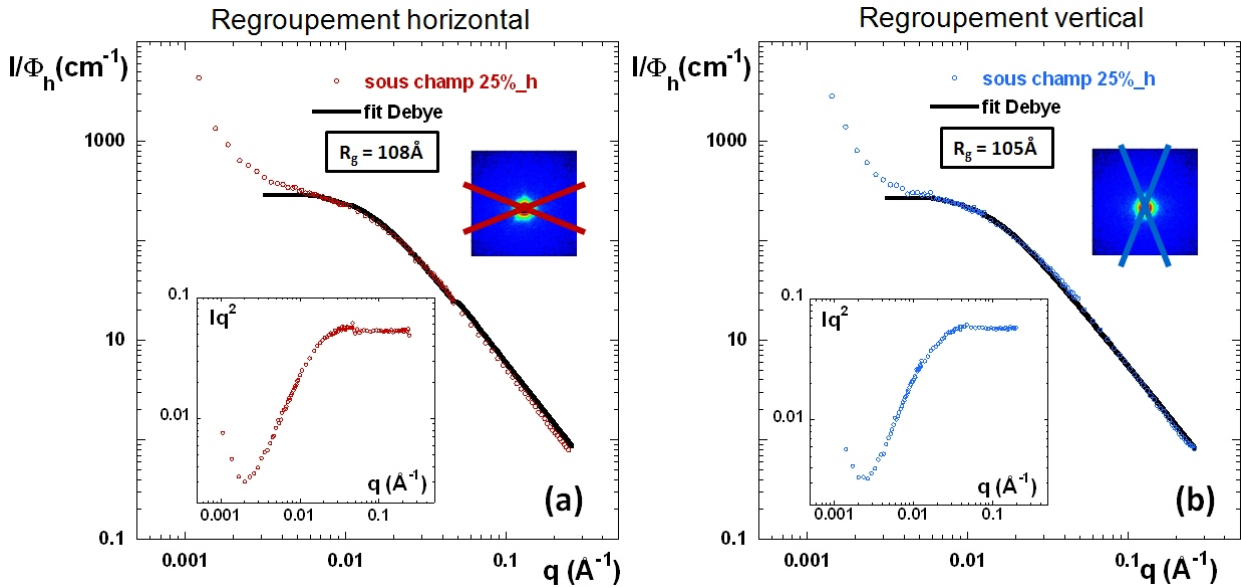 Regroupement horizontal
I/Φh(cm-1)
sous champ 25%_h
fit Debye
Rg = 108Å
1000
10
0.1
0.001
0.01
0.1
q (Å-1)
(a)
0.1
Iq2
0.01
q (Å-1)
0.001
0.01
0.1
Regroupement vertical
I/Φh(cm-1)
sous champ 25%_h
fit Debye
Rg = 105Å
1000
10
0.1
0.001
0.01
0.1
q (Å-1)
(b)
0.1
Iq2
0.01
q (Å-1)
0.001
0.01
0.1